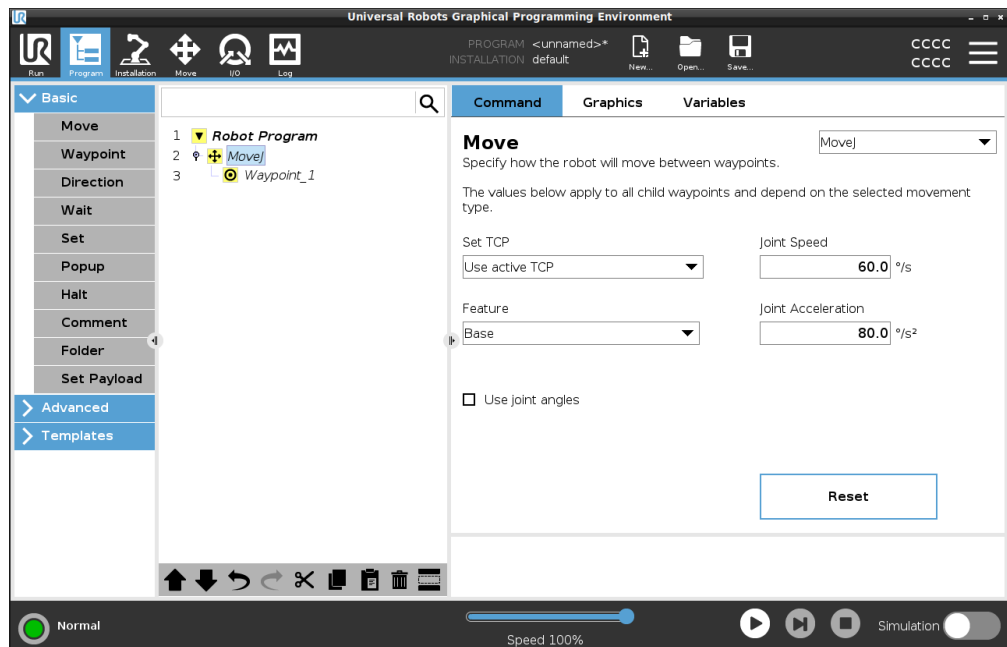 Universal Robots Graphical Programming Environment
UR
Run
Program
Installation
Move
I/O
Log
PROGRAM <unnamed>*
INSTALLATION default
New...
Open...
Save...
CCCC
CCCC
Basic
Move
Waypoint
Direction
Wait
Set
Popup
Halt
Comment
Folder
Set Payload
Advanced
Templates
1 Robot Program
2 MoveJ
3 Waypoint_1
Command Graphics Variables
Move
MoveJ
Specify how the robot will move between waypoints.
The values below apply to all child waypoints and depend on the selected movement
type.
Set TCP
Use active TCP
Joint Speed
60.0 °/s
Feature
Base
Joint Acceleration
80.0 °/s²
Use joint angles
Reset
Normal
Speed 100%
Simulation